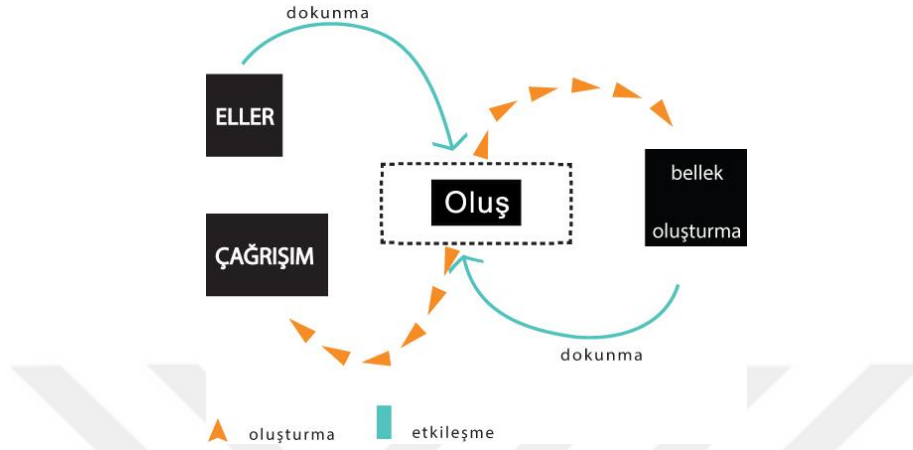 dokunma
ELLER
bellek
oluşturma
Oluş
ÇAĞRIŞIM
dokunma
oluşturma
etkileşme